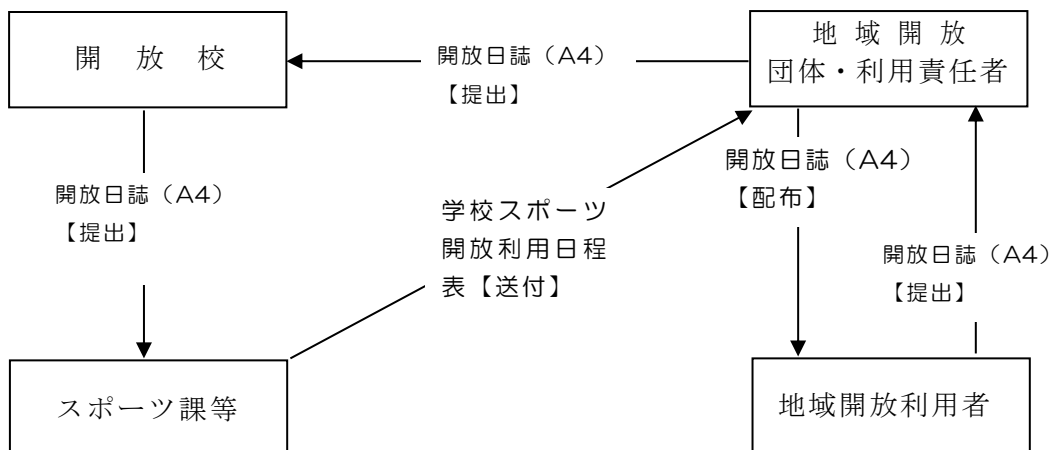 開　放　校
地　域　開　放
団体・利用責任者
開放日誌（A4）
【提出】
開放日誌（A4）
【配布】
開放日誌（A4）
【提出】
学校スポーツ
開放利用日程
表【送付】
開放日誌（A4）
【提出】
スポーツ課等
地域開放利用者